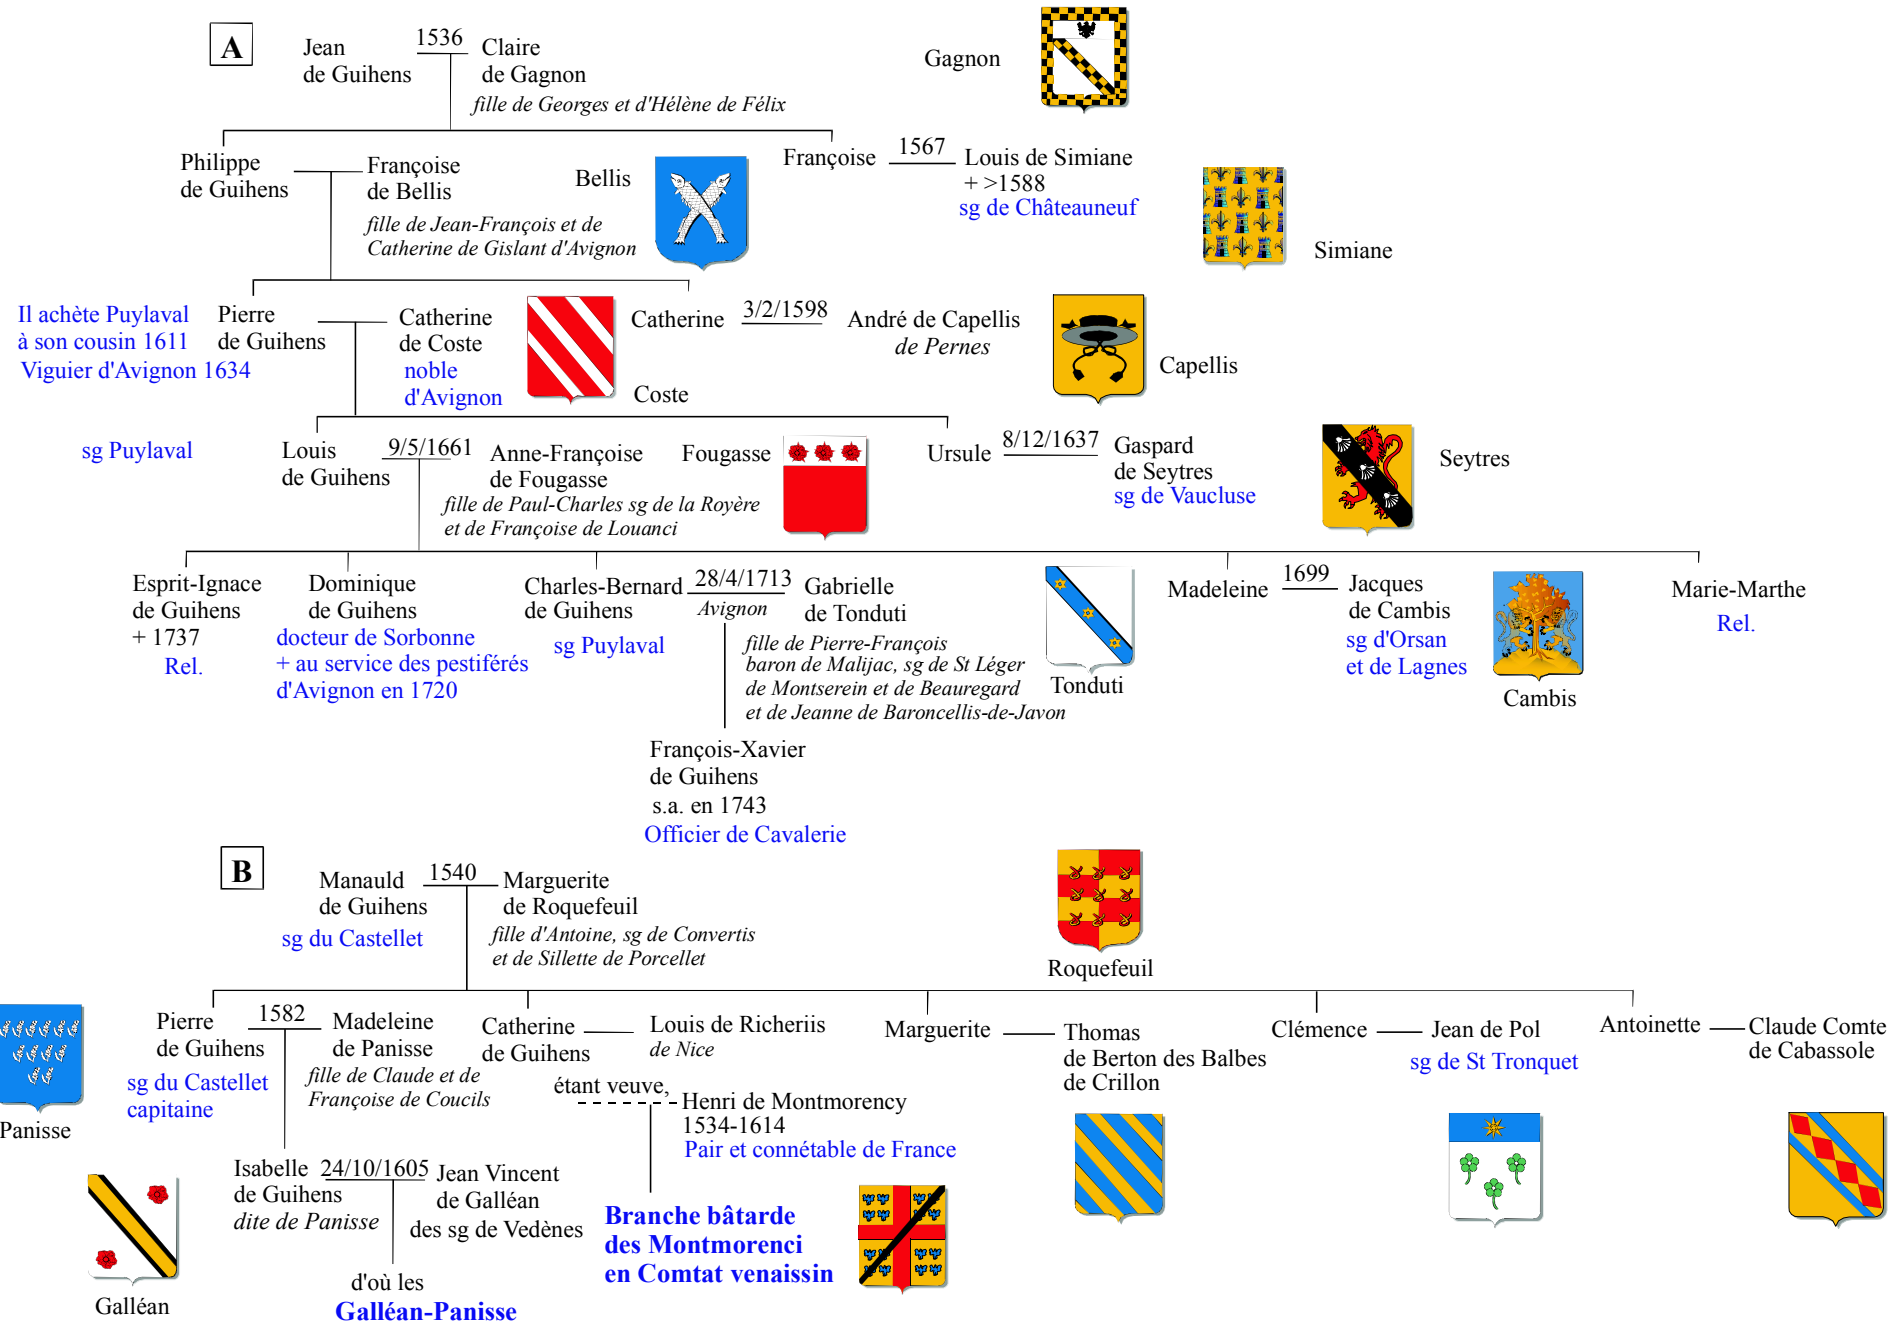 A
Jean
de Guihens
1536
Claire
de Gagnon
fille de Georges et d'Hélène de Félix
Gagnon
Philippe
de Guihens
Françoise
de Bellis
fille de Jean-François et de
Catherine de Gislant d'Avignon
Bellis
Françoise
1567
Louis de Simiane
+ >1588
sg de Châteauneuf
Simiane
Il achète Puylaval
à son cousin 1611
Viguier d'Avignon 1634
Pierre
de Guihens
Catherine
de Coste
noble
d'Avignon
Coste
Catherine
3/2/1598
André de Capellis
de Pernes
Capellis
sg Puylaval
Louis
de Guihens
9/5/1661
Anne-Françoise
de Fougasse
fille de Paul-Charles sg de la Royère
et de Françoise de Louanci
Fougasse
Ursule
8/12/1637
Gaspard
de Seytres
sg de Vaucluse
Seytres
Esprit-Ignace
de Guihens
+ 1737
Rel.
Dominique
de Guihens
docteur de Sorbonne
+ au service des pestiférés
d'Avignon en 1720
Charles-Bernard
de Guihens
sg Puylaval
28/4/1713
Avignon
Gabrielle
de Tonduti
fille de Pierre-François
baron de Malijac, sg de St Léger
de Montserein et de Beauregard
et de Jeanne de Baroncellis-de-Javon
Tonduti
Madeleine
1699
Jacques
de Cambis
sg d'Orsan
et de Lagnes
Cambis
Marie-Marthe
Rel.
François-Xavier
de Guihens
s.a. en 1743
Officier de Cavalerie
B
Manauld
de Guihens
sg du Castellet
1540
Marguerite
de Roquefeuil
fille d'Antoine, sg de Convertis
et de Sillette de Porcellet
Roquefeuil
Panisse
Pierre
de Guihens
sg du Castellet
capitaine
1582
Madeleine
de Panisse
fille de Claude et de
Françoise de Coucils
Catherine
de Guihens
Louis de Richeriis
de Nice
étant veuve,
Henri de Montmorency
1534-1614
Pair et connétable de France
Marguerite
Thomas
de Berton des Balbes
de Crillon
Clémence
Jean de Pol
sg de St Tronquet
Antoinette
Claude Comte
de Cabassole
Galléan
Isabelle
de Guihens
dite de Panisse
24/10/1605
Jean Vincent
de Galléan
des sg de Vedènes
d'où les
Galléan-Panisse
Branche bâtarde
des Montmorenci
en Comtat venaissin